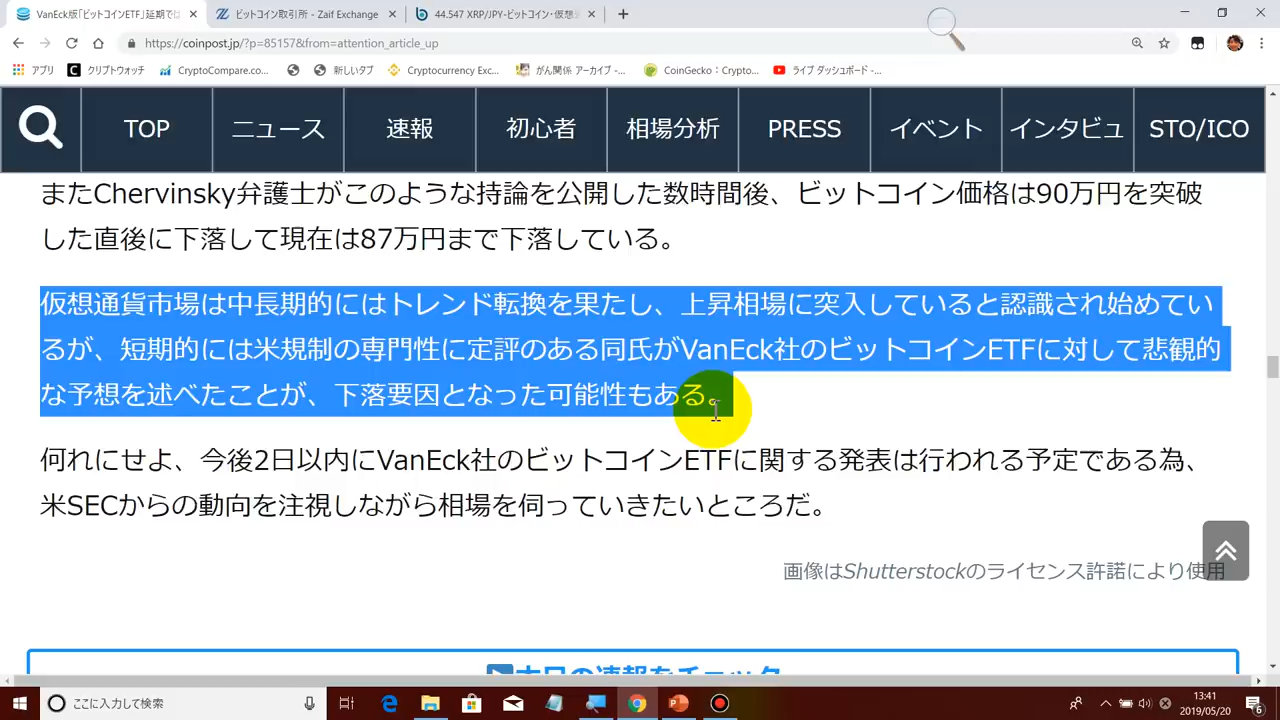 VanEck版「ビットコインETF」延期では
ビットコイン取引所 - Zaif Exchange
44.547 XRP/JPY-ビットコイン・仮想
https://coinpost.jp/?p=85157&from=attention_article_up
アプリ クリプトウォッチ CryptoCompare.co... 新しいタブ Cryptocurrency Exc... がん関係 アーカイブ -... CoinGecko：Crypto... ライブ ダッシュボード -...
TOP ニュース 速報 初心者 相場分析 PRESS イベント インタビュ STO/ICO
またChervinsky弁護士がこのような持論を公開した数時間後、ビットコイン価格は90万円を突破
した直後に下落して現在は87万円まで下落している。
仮想通貨市場は中長期的にはトレンド転換を果たし、上昇相場に突入していると認識され始めてい
るが、短期的には米規制の専門性に定評のある同氏がVanEck社のビットコインETFに対して悲観的
な予想を述べたことが、下落要因となった可能性もある。
何れにせよ、今後2日以内にVanEck社のビットコインETFに関する発表は行われる予定である為、
米SECからの動向を注視しながら相場を伺っていきたいところだ。
画像はShutterstockのライセンス許諾により使用
本日の速報をチェック
ここに入力して検索
13:41
2019/05/20
6